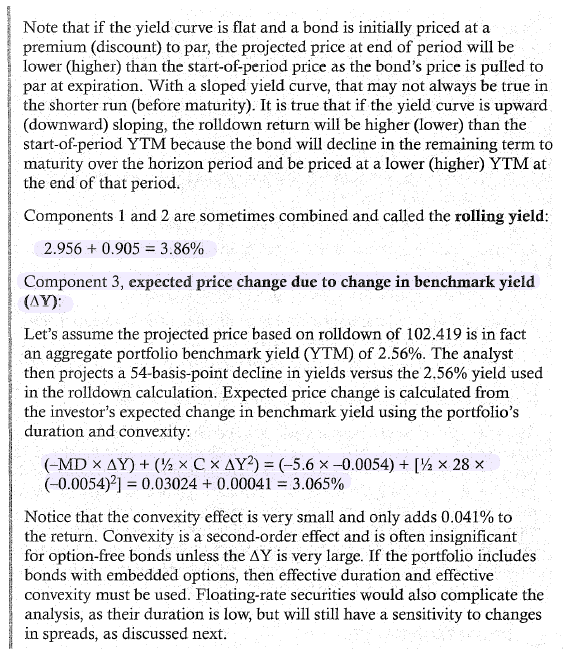 Note that if the yield curve is flat and a bond is initially priced at a
premium (discount) to par, the projected price at end of period will be
lower (higher) than the start-of-period price as the bond's price is pulled to
par at expiration. With a sloped yield curve, that may not always be true in
the shorter run (before maturity). It is true that if the yield curve is upward
(downward) sloping, the rolldown return will be higher (lower) than the
start-of-period YTM because the bond will decline in the remaining term to
maturity over the horizon period and be priced at a lower (higher) YTM at
the end of that period.
Components 1 and 2 are sometimes combined and called the rolling yield:
2.956 + 0.905 = 3.86%
Component 3, expected price change due to change in benchmark yield
(ΔY):
Let's assume the projected price based on rolldown of 102.419 is in fact
an aggregate portfolio benchmark yield (YTM) of 2.56%. The analyst
then projects a 54-basis-point decline in yields versus the 2.56% yield used
in the rolldown calculation. Expected price change is calculated from
the investor's expected change in benchmark yield using the portfolio's
duration and convexity:
(–MD × ΔY) + (½ × C × ΔY²) = (–5.6 × –0.0054) + [½ × 28 ×
(–0.0054)²] = 0.03024 + 0.00041 = 3.065%
Notice that the convexity effect is very small and only adds 0.041% to
the return. Convexity is a second-order effect and is often insignificant
for option-free bonds unless the ΔY is very large. If the portfolio includes
bonds with embedded options, then effective duration and effective
convexity must be used. Floating-rate securities would also complicate the
analysis, as their duration is low, but will still have a sensitivity to changes
in spreads, as discussed next.